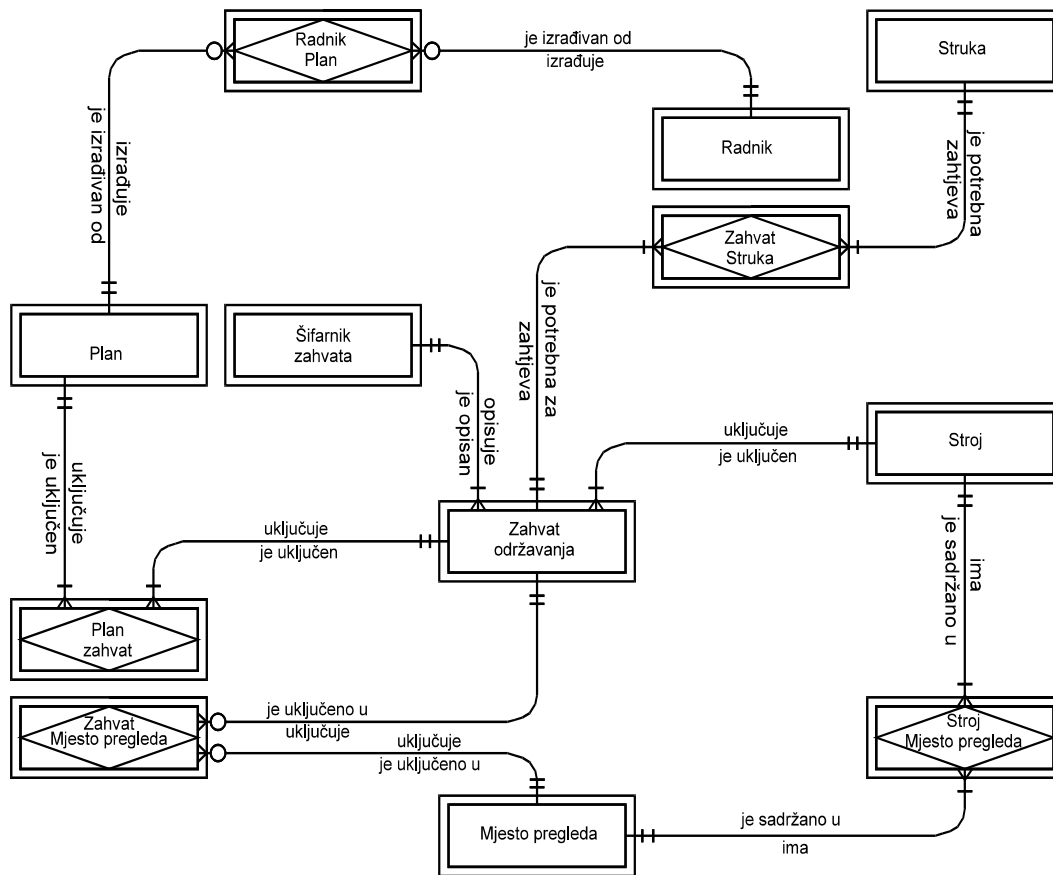 Radnik
Plan
je izrađivan od
izrađuje
Struka
Radnik
izrađuje
je izrađivan od
je potrebna
zahtjeva
Zahvat
Struka
Plan
Šifarnik
zahvata
je potrebna za
zahtjeva
opisuje
je opisan
uključuje
je uključen
Stroj
uključuje
je uključen
uključuje
je uključen
Zahvat
održavanja
ima
je sadržano u
Plan
zahvat
je uključeno u
uključuje
Zahvat
Mjesto pregleda
uključuje
je uključeno u
Stroj
Mjesto pregleda
Mjesto pregleda
je sadržano u
ima